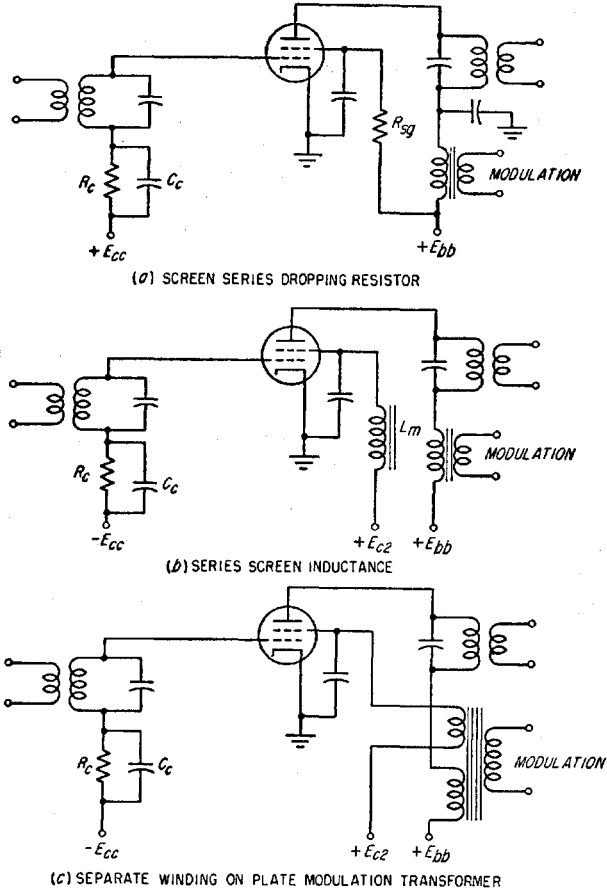 R_c
C_c
+E_cc
R_sg
MODULATION
+E_bb
(a) SCREEN SERIES DROPPING RESISTOR
R_c
C_c
-E_cc
L_m
MODULATION
+E_c2
+E_bb
(b) SERIES SCREEN INDUCTANCE
R_c
C_c
-E_cc
MODULATION
+E_c2
+E_bb
(c) SEPARATE WINDING ON PLATE MODULATION TRANSFORMER